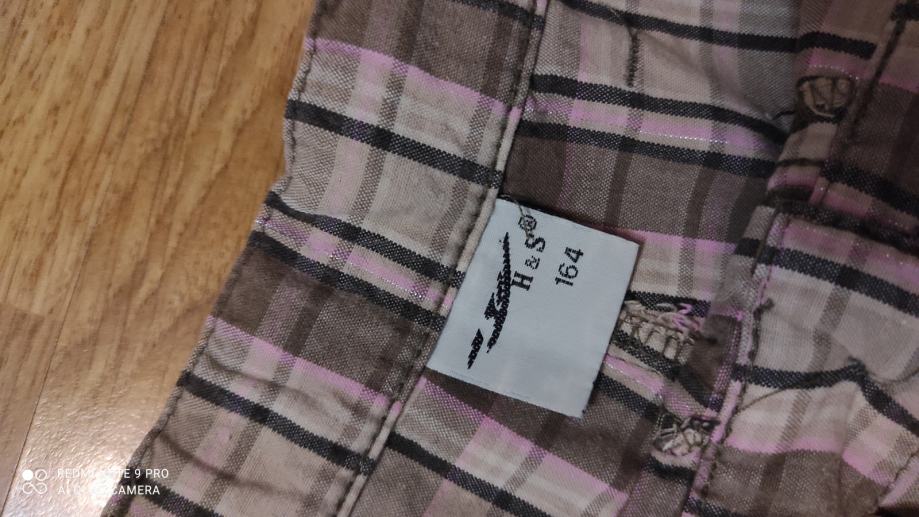 H&S®
164
REDMI NOTE 9 PRO
AI QUAD CAMERA